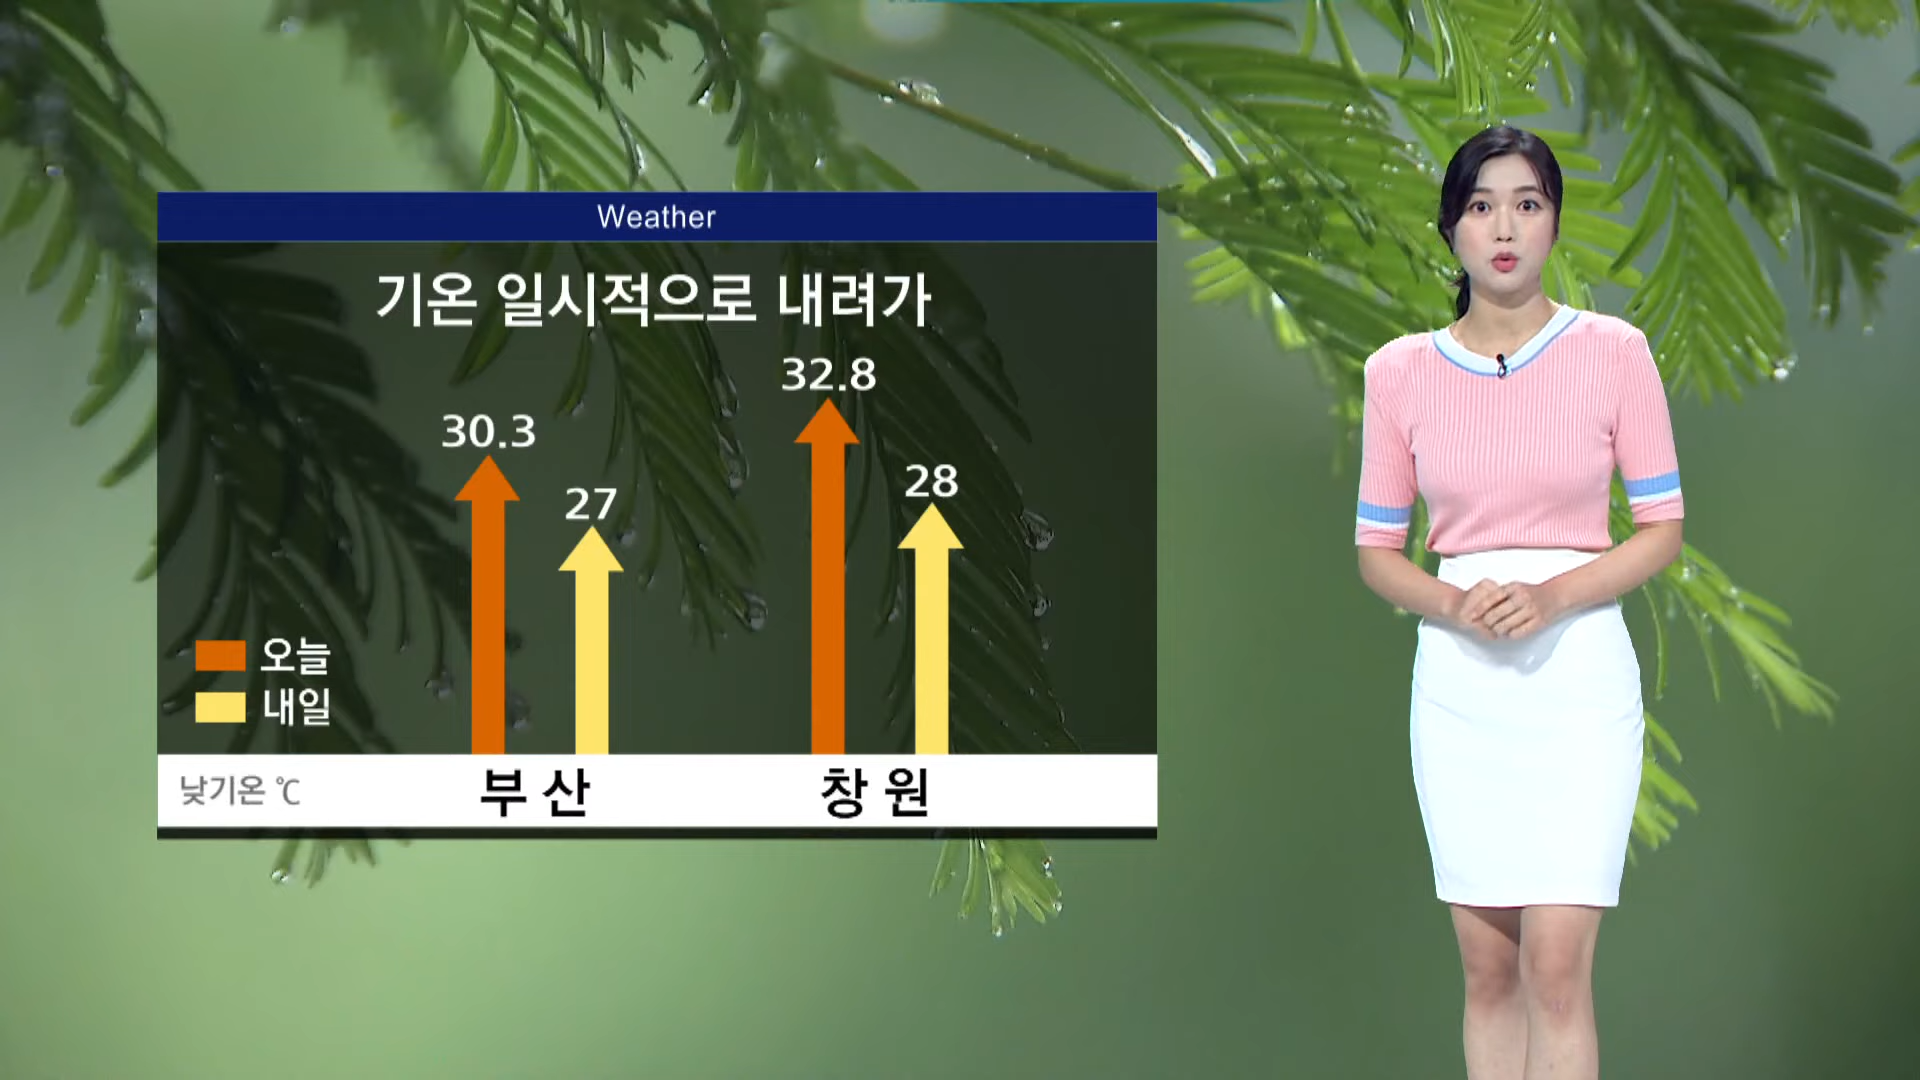 Weather
기온 일시적으로 내려가
30.3
27
32.8
28
오늘
내일
낮기온 ℃
부산
창원